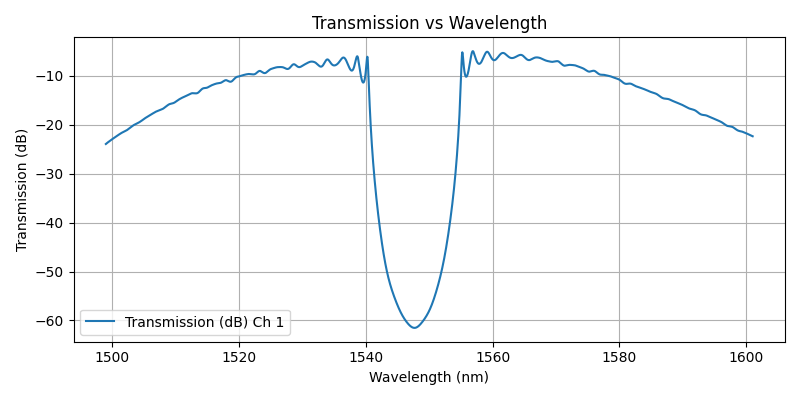 Transmission vs Wavelength
Transmission (dB)
−10
−20
−30
−40
−50
−60
Transmission (dB) Ch 1
1500 1520 1540 1560 1580 1600
Wavelength (nm)